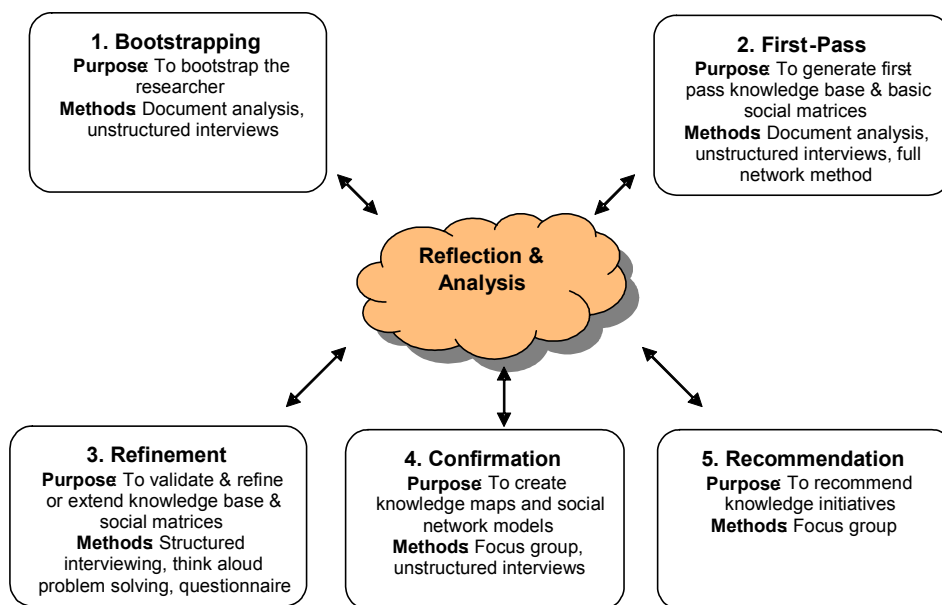 1. Bootstrapping
Purpose: To bootstrap the
researcher
Methods: Document analysis,
unstructured interviews
2. First-Pass
Purpose: To generate first-
pass knowledge base & basic
social matrices
Methods: Document analysis,
unstructured interviews, full
network method
Reflection &
Analysis
3. Refinement
Purpose: To validate & refine
or extend knowledge base &
social matrices
Methods: Structured
interviewing, think aloud
problem solving, questionnaire
4. Confirmation
Purpose: To create
knowledge maps and social
network models
Methods: Focus group,
unstructured interviews
5. Recommendation
Purpose: To recommend
knowledge initiatives
Methods: Focus group